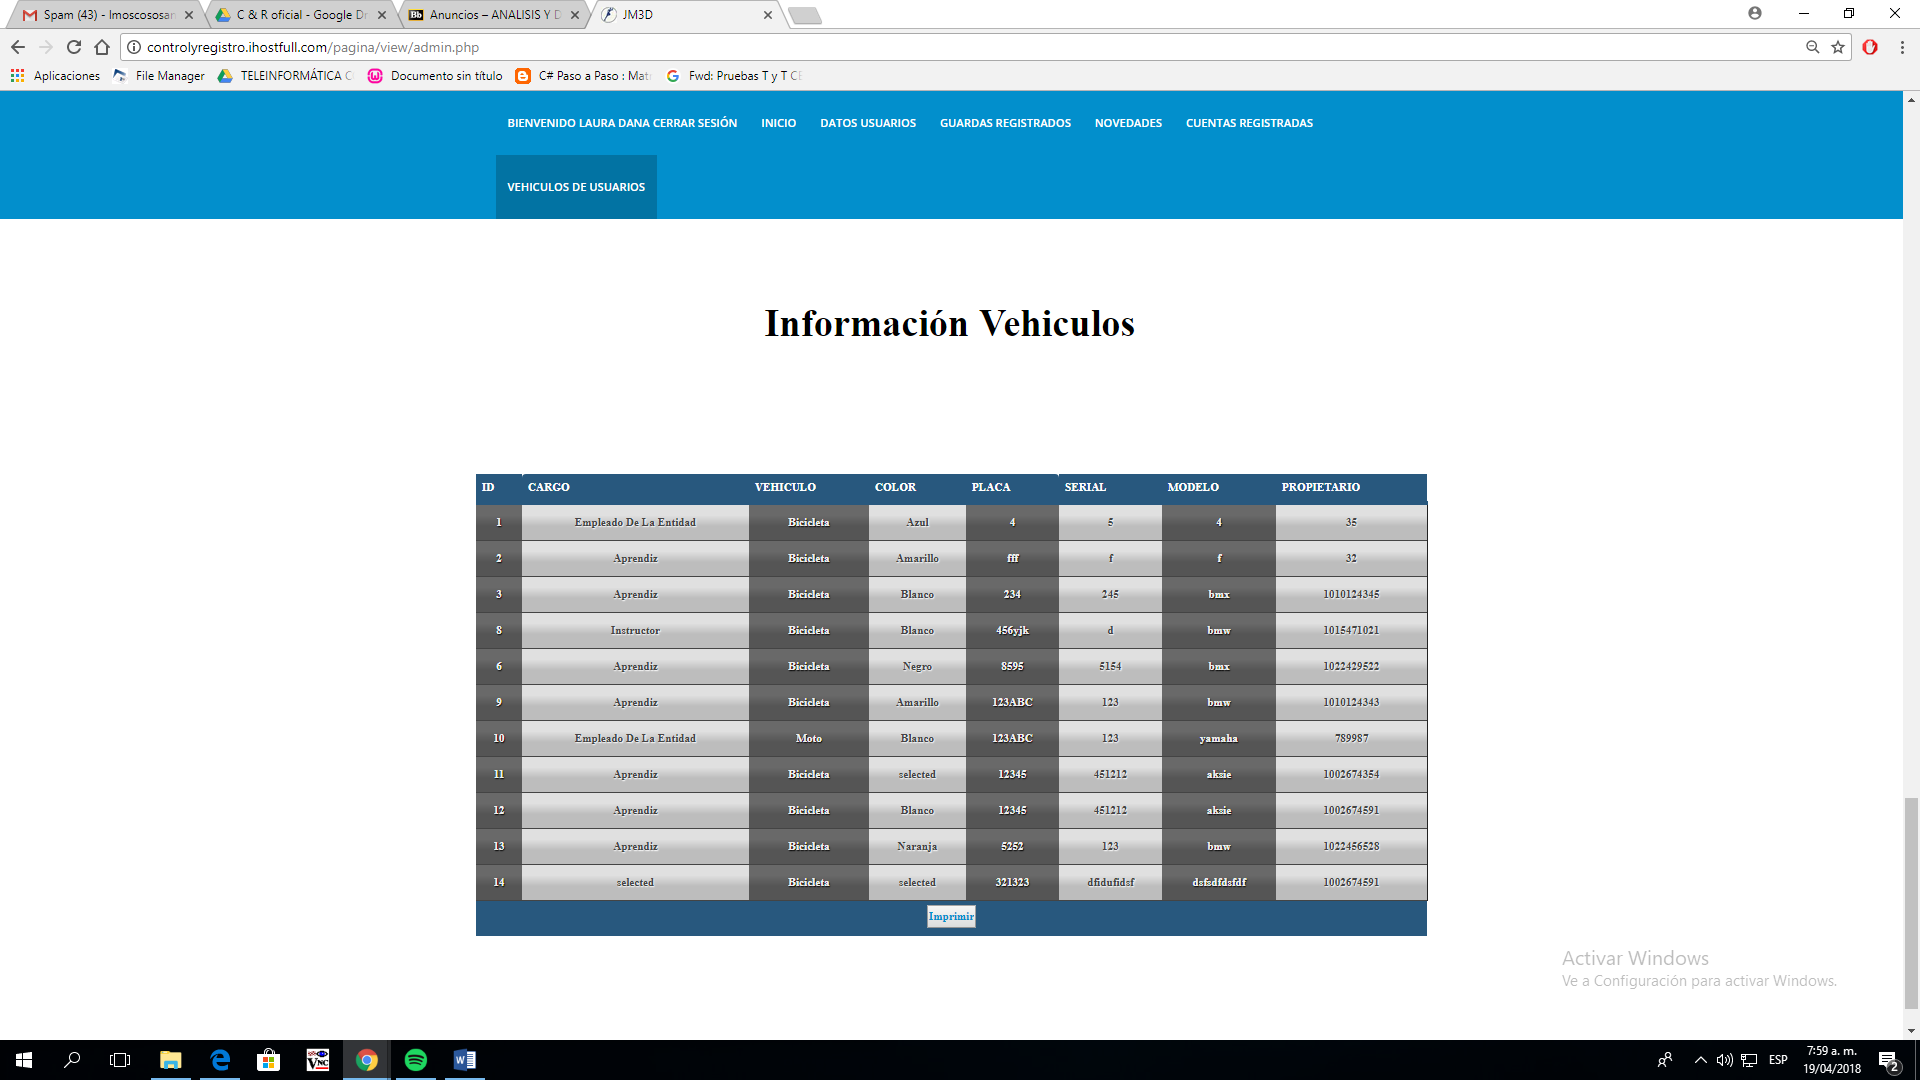 Spam (43) - lmoscososan
C & R oficial - Google Dr
Anuncios – ANALISIS Y D
JM3D
controlyregistro.ihostfull.com/pagina/view/admin.php
Aplicaciones
File Manager
TELEINFORMÁTICA C
Documento sin título
C# Paso a Paso : Mat
Fwd: Pruebas T y T CE
BIENVENIDO LAURA DANA CERRAR SESIÓN INICIO DATOS USUARIOS GUARDAS REGISTRADOS NOVEDADES CUENTAS REGISTRADAS
VEHICULOS DE USUARIOS
Información Vehiculos
ID CARGO VEHICULO COLOR PLACA SERIAL MODELO PROPIETARIO
1 Empleado De La Entidad Bicicleta Azul 4 5 4 35
2 Aprendiz Bicicleta Amarillo fff f f 32
3 Aprendiz Bicicleta Blanco 234 245 bmx 1010124345
8 Instructor Bicicleta Blanco 456yjk d bmw 1015471021
6 Aprendiz Bicicleta Negro 8595 5154 bmx 1022429522
9 Aprendiz Bicicleta Amarillo 123ABC 123 bmw 1010124343
10 Empleado De La Entidad Moto Blanco 123ABC 123 yamaha 789987
11 Aprendiz Bicicleta selected 12345 451212 aksie 1002674354
12 Aprendiz Bicicleta Blanco 12345 451212 aksie 1002674591
13 Aprendiz Bicicleta Naranja 5252 123 bmw 1022456528
14 selected Bicicleta selected 321323 dfidufidsf dsfsdfdsfdf 1002674591
Imprimir
Activar Windows
Ve a Configuración para activar Windows.
ESP
7:59 a. m.
19/04/2018
2